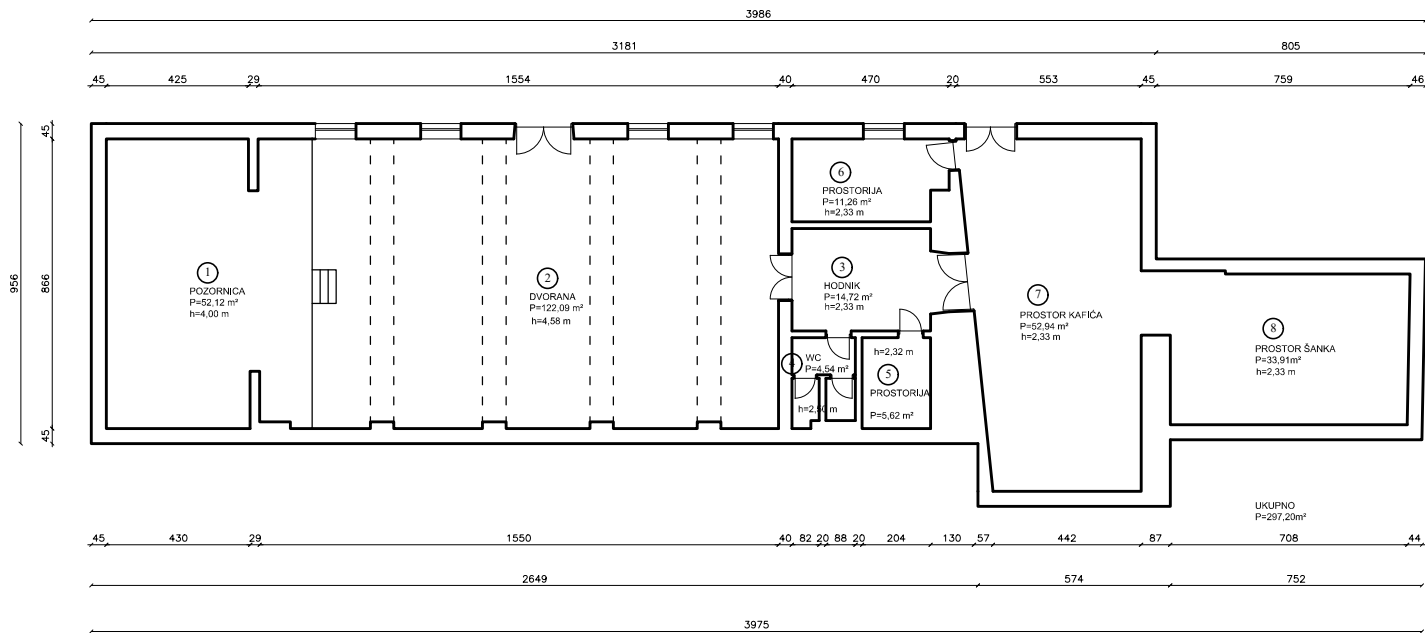 3986
3181 805
45 425 29 1554 40 470 20 553 45 759 46
956
45
866
45
1
POZORNICA
P=52,12 m²
h=4,00 m
2
DVORANA
P=122,09 m²
h=4,58 m
6
PROSTORIJA
P=11,26 m²
h=2,33 m
3
HODNIK
P=14,72 m²
h=2,33 m
4
WC
P=4,54 m²
h=2,50 m
h=2,32 m
5
PROSTORIJA
P=5,62 m²
7
PROSTOR KAFIĆA
P=52,94 m²
h=2,33 m
8
PROSTOR ŠANKA
P=33,91m²
h=2,33 m
UKUPNO
P=297,20m²
45 430 29 1550 40 82 20 88 20 204 130 57 442 87 708 44
2649 574 752
3975